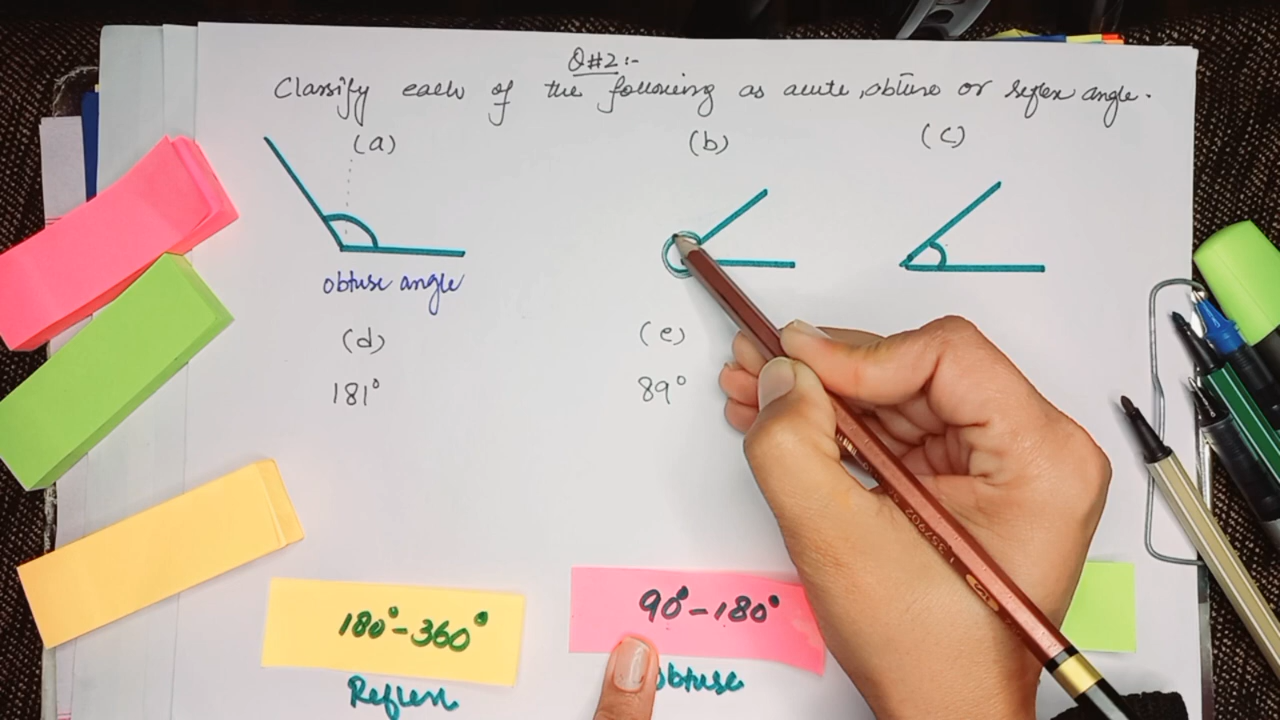 Q#2:-
Classify each of the following as acute, obtuse or reflex angle.
(a)
(b)
(c)
obtuse angle
(d)
(e)
181°
89°
180°-360°
90°-180°
Reflex
obtuse